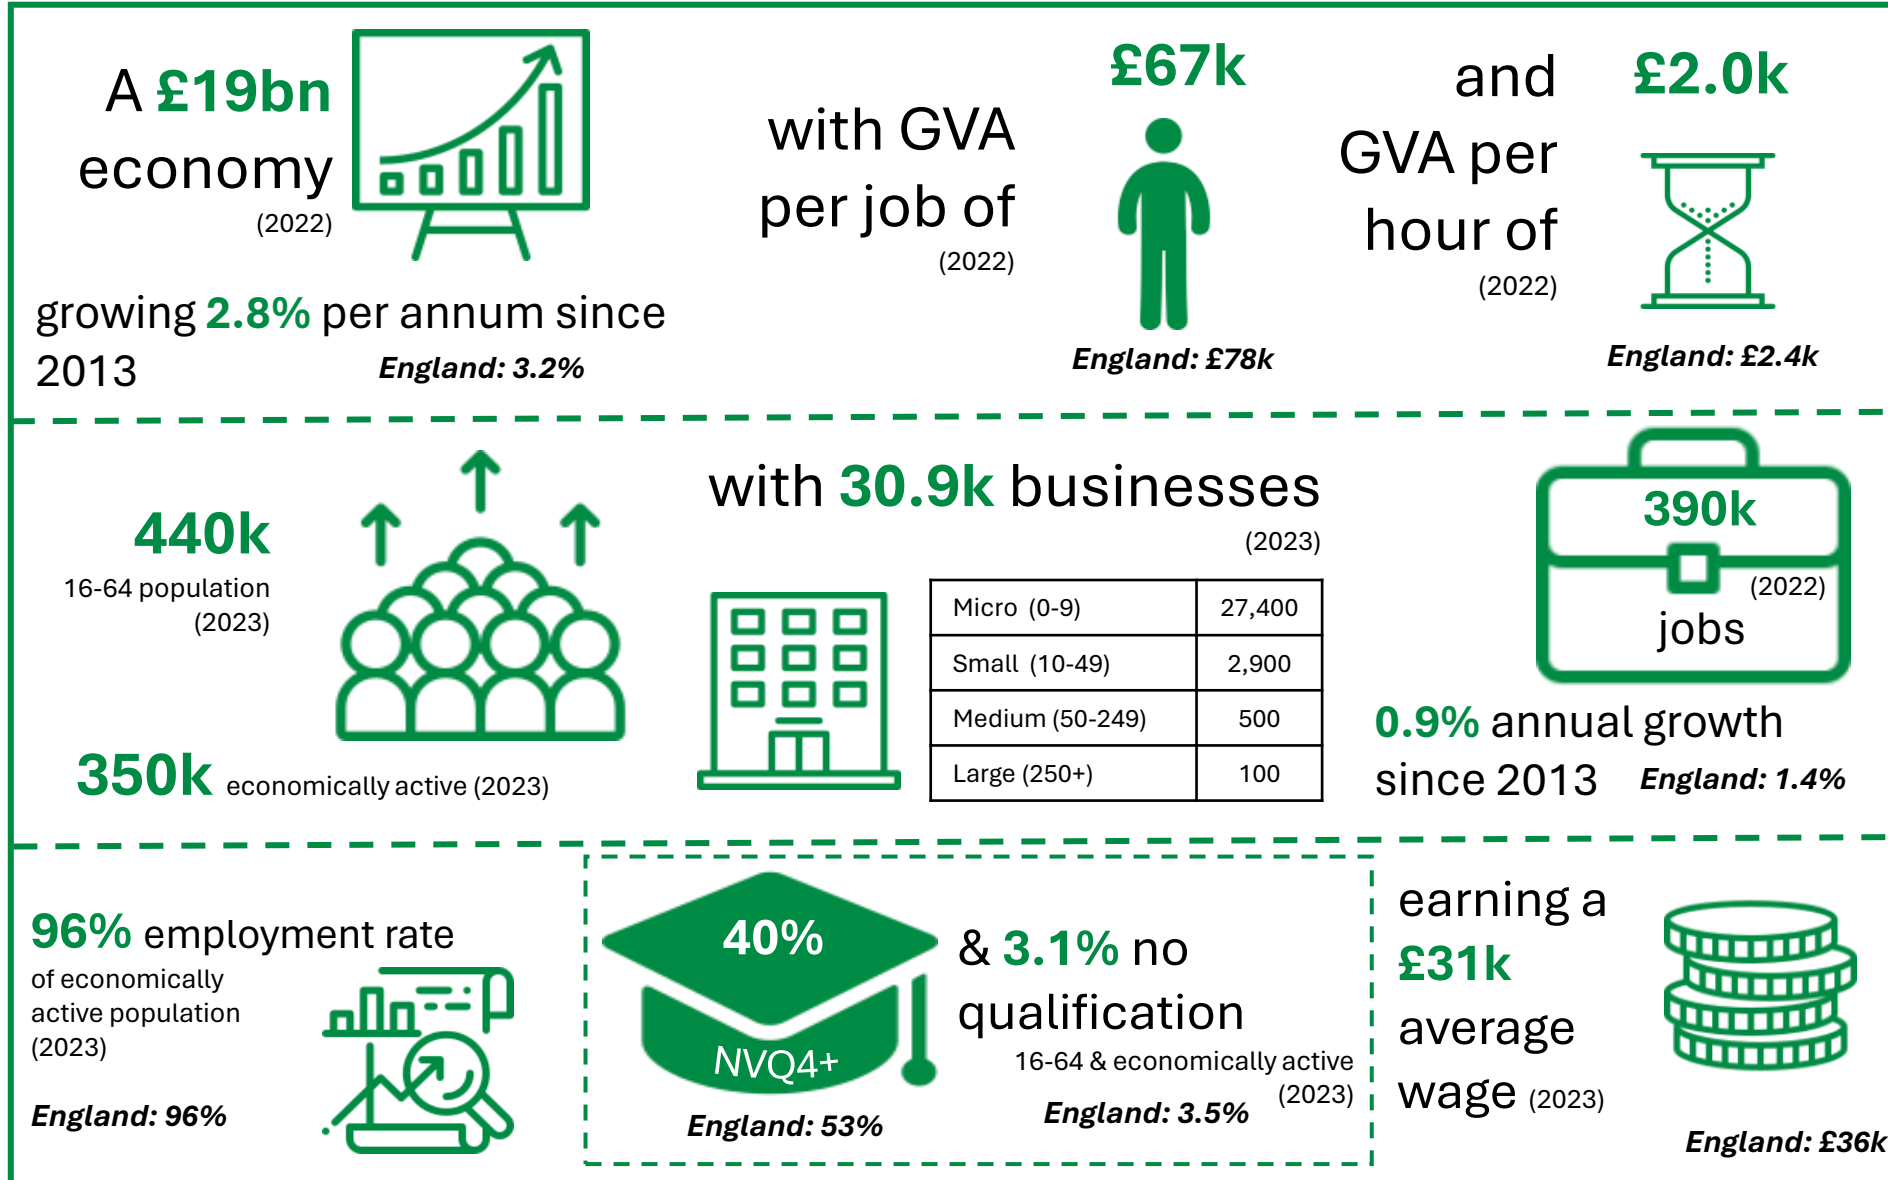 A £19bn
economy
(2022)
growing 2.8% per annum since
2013
England: 3.2%
with GVA
per job of
(2022)
£67k
England: £78k
and
GVA per
hour of
(2022)
£2.0k
England: £2.4k
440k
16-64 population
(2023)
350k economically active (2023)
with 30.9k businesses
(2023)
Micro (0-9) 27,400
Small (10-49) 2,900
Medium (50-249) 500
Large (250+) 100
390k
(2022)
jobs
0.9% annual growth
since 2013 England: 1.4%
96% employment rate
of economically
active population
(2023)
England: 96%
40%
NVQ4+
England: 53%
& 3.1% no
qualification
16-64 & economically active
(2023)
England: 3.5%
earning a
£31k
average
wage (2023)
England: £36k